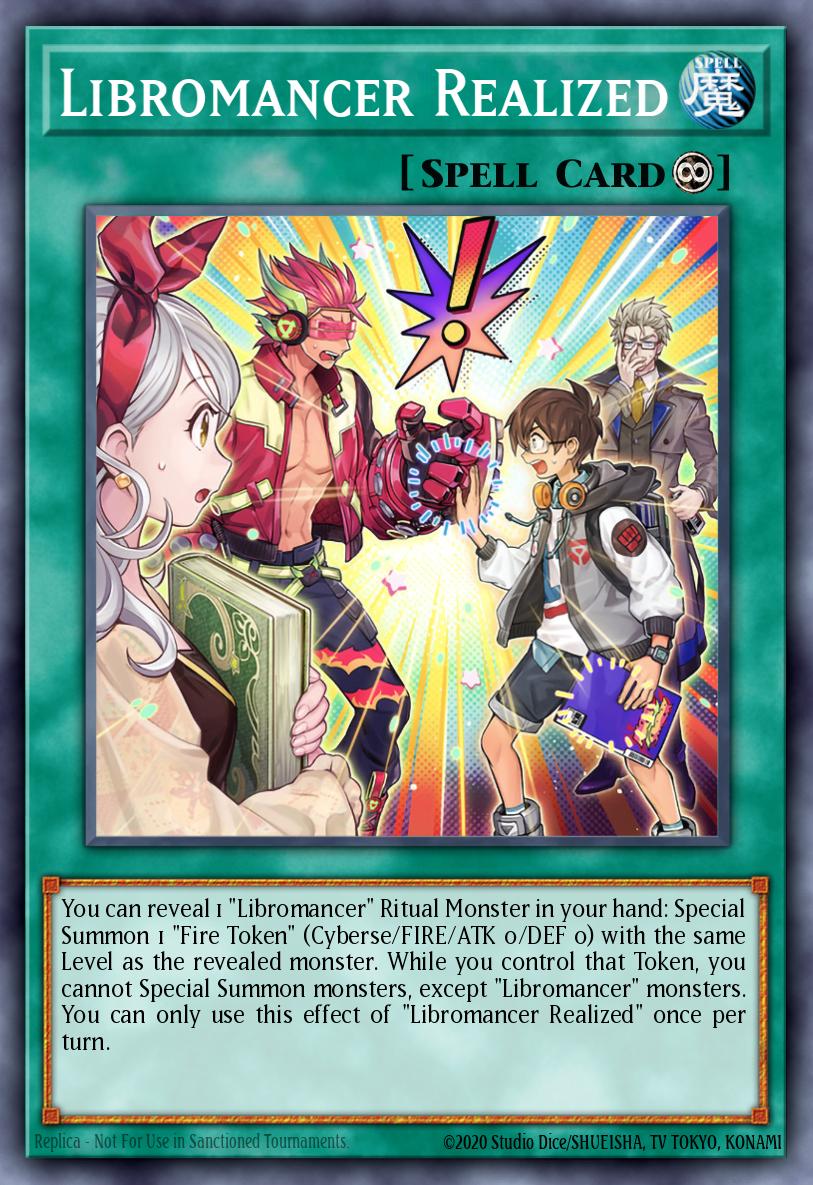 Libromancer Realized
SPELL
魔
[Spell Card]
!
You can reveal 1 "Libromancer" Ritual Monster in your hand: Special
Summon 1 "Fire Token" (Cyberse/FIRE/ATK 0/DEF 0) with the same
Level as the revealed monster. While you control that Token, you
cannot Special Summon monsters, except "Libromancer" monsters.
You can only use this effect of "Libromancer Realized" once per
turn.
Replica - Not For Use in Sanctioned Tournaments.
©2020 Studio Dice/SHUEISHA, TV TOKYO, KONAMI